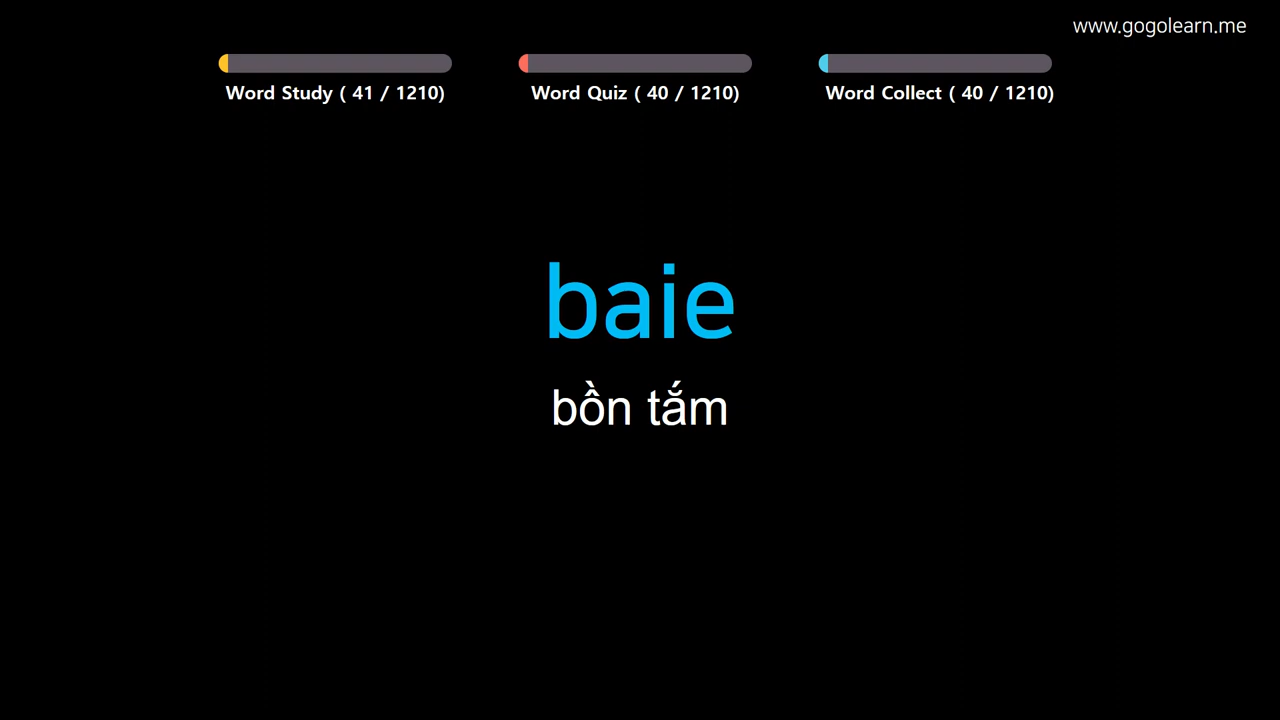 www.gogolearn.me
Word Study ( 41 / 1210)
Word Quiz ( 40 / 1210)
Word Collect ( 40 / 1210)
baie
bồn tắm